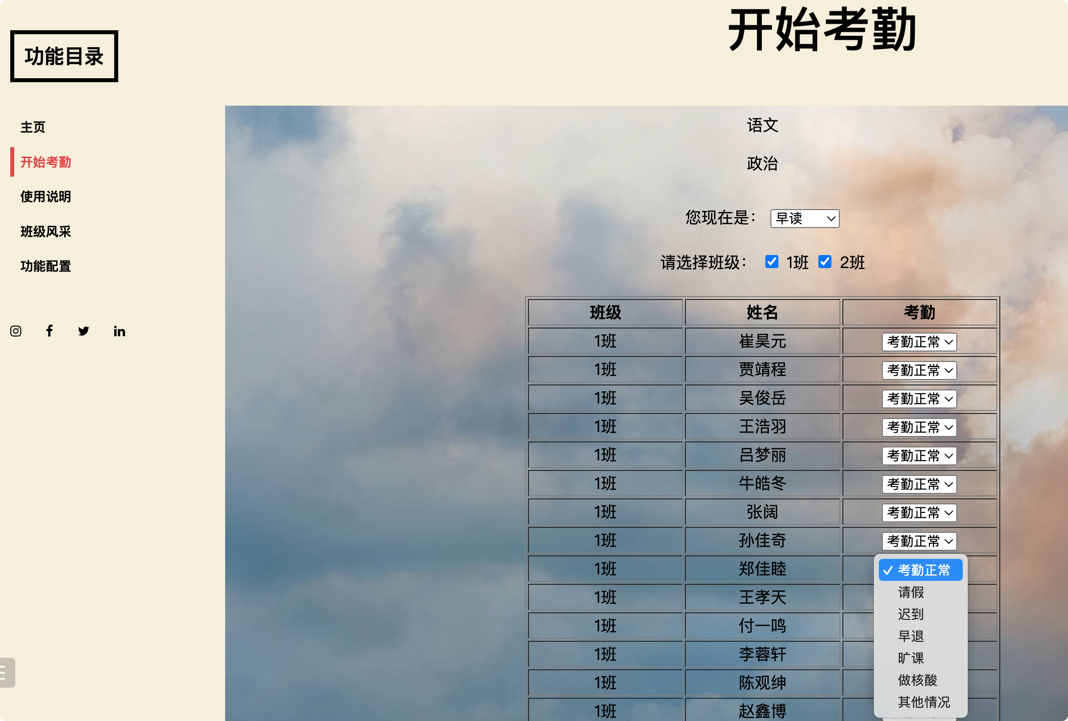 开始考勤
功能目录
主页
开始考勤
使用说明
班级风采
功能配置
语文
政治
您现在是： 早读
请选择班级： 1班 2班
班级 姓名 考勤
1班 崔昊元 考勤正常
1班 贾靖程 考勤正常
1班 吴俊岳 考勤正常
1班 王浩羽 考勤正常
1班 吕梦丽 考勤正常
1班 牛皓冬 考勤正常
1班 张阔 考勤正常
1班 孙佳奇 考勤正常
1班 郑佳睦
1班 王孝天
1班 付一鸣
1班 李蓉轩
1班 陈观绅
1班 赵鑫博
考勤正常
请假
迟到
早退
旷课
做核酸
其他情况